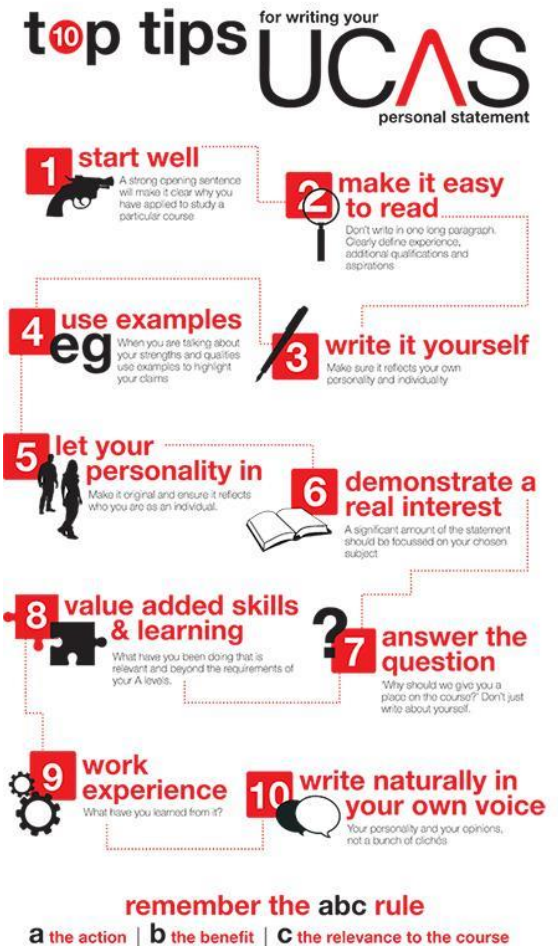 t10p tips for writing your
UCAS
personal statement
1 start well
A strong opening sentence
will make it clear why you
have applied to study a
particular course
2 make it easy
to read
Don't write in one long paragraph.
Clearly define experience,
additional qualifications and
aspirations
3 write it yourself
Make sure it reflects your own
personality and individuality
4 use examples
eg
When you are talking about
your strengths and qualities
use examples to highlight
your claims
5 let your
personality in
Make it original and ensure it reflects
who you are as an individual.
6 demonstrate a
real interest
A significant amount of the statement
should be focussed on your chosen
subject
?
7 answer the
question
'Why should we give you a
place on the course?' Don't just
write about yourself.
8 value added skills
& learning
What have you been doing that is
relevant and beyond the requirements of
your A levels.
9 work
experience
What have you learned from it?
10 write naturally in
your own voice
Your personality and your opinions,
not a bunch of clichés
remember the abc rule
a the action | b the benefit | c the relevance to the course